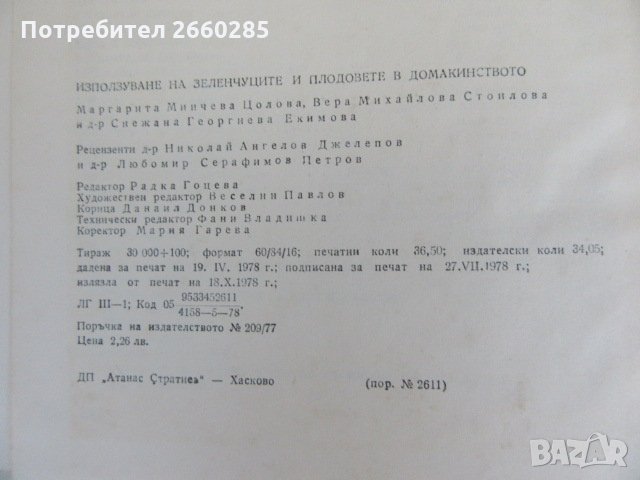 Потребител 2660285
ИЗПОЛЗУВАНЕ НА ЗЕЛЕНЧУЦИТЕ И ПЛОДОВЕТЕ В ДОМАКИНСТВОТО
Маргарита Минчева Цолова, Вера Михайлова Стоилова
и д-р Снежана Георгиева Екимова
Рецензенти д-р Николай Ангелов Джелепов
и д-р Любомир Серафимов Петров
Редактор Радка Гоцева
Художествен редактор Веселин Павлов
Корица Данаил Донков
Технически редактор Фани Владишка
Коректор Мария Гарева
Тираж 30 000+100; формат 60/84/16; печатни коли 36,50; издателски коли 34,05;
дадена за печат на 19. IV. 1978 г.; подписана за печат на 27.VII.1978 г.;
излязла от печат на 18.X.1978 г.;
ЛГ III—1; Код 05 9533452611/4158—5—78.
Поръчка на издателството № 209/77
Цена 2,26 лв.
ДП „Атанас Стратиев" — Хасково (пор. № 2611)
BAZAR